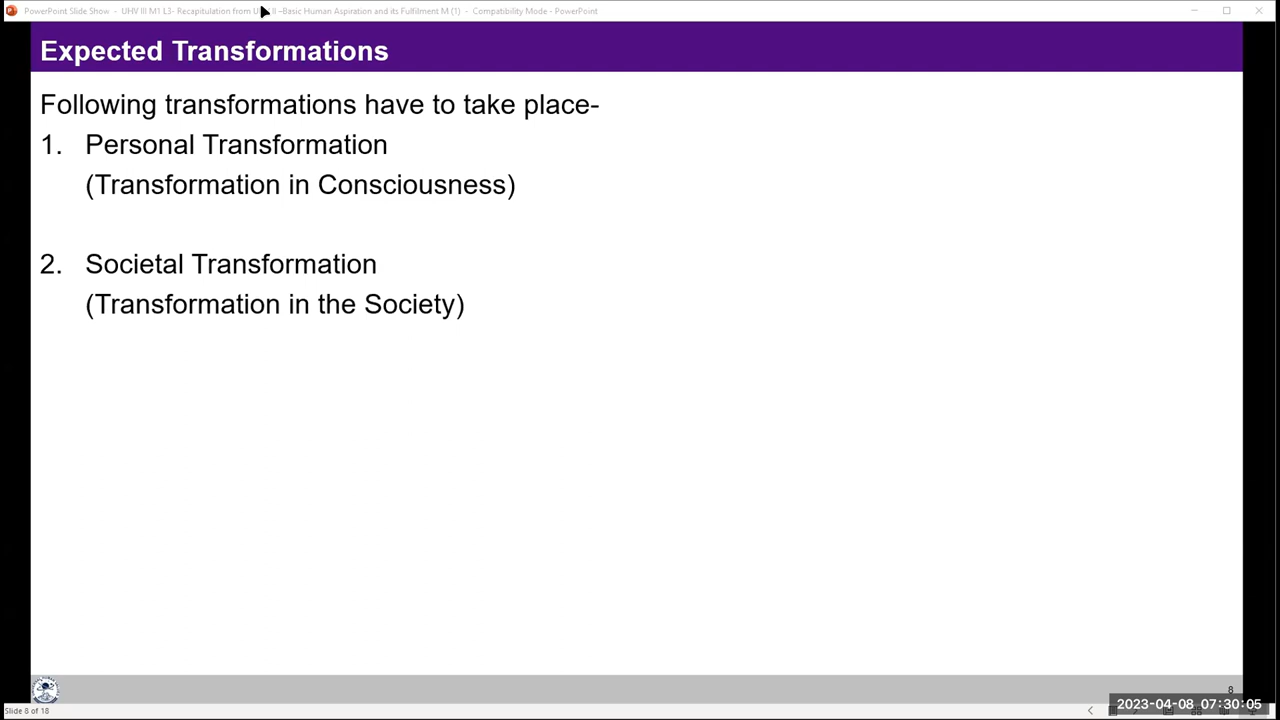 PowerPoint Slide Show - UHV III M1 L3- Recapitulation from II –Basic Human Aspiration and its Fulfilment M (1) - Compatibility Mode - PowerPoint
Expected Transformations
Following transformations have to take place-
1. Personal Transformation
(Transformation in Consciousness)
2. Societal Transformation
(Transformation in the Society)
8
Slide 8 of 18
2023-04-08 07:30:05